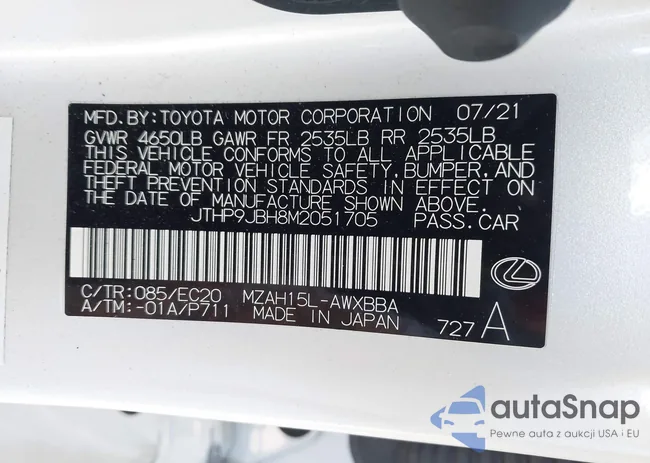 MFD. BY: TOYOTA MOTOR CORPORATION 07/21
GVWR 4650LB GAWR FR 2535LB RR 2535LB
THIS VEHICLE CONFORMS TO ALL APPLICABLE
FEDERAL MOTOR VEHICLE SAFETY, BUMPER, AND
THEFT PREVENTION STANDARDS IN EFFECT ON
THE DATE OF MANUFACTURE SHOWN ABOVE.
JTHP9JBH8M2051705 PASS. CAR
C/TR: 085/EC20 MZAH15L-AWXBBA
A/TM: -01A/P711 MADE IN JAPAN 727 A
autaSnap
Pewne auta z aukcji USA i EU